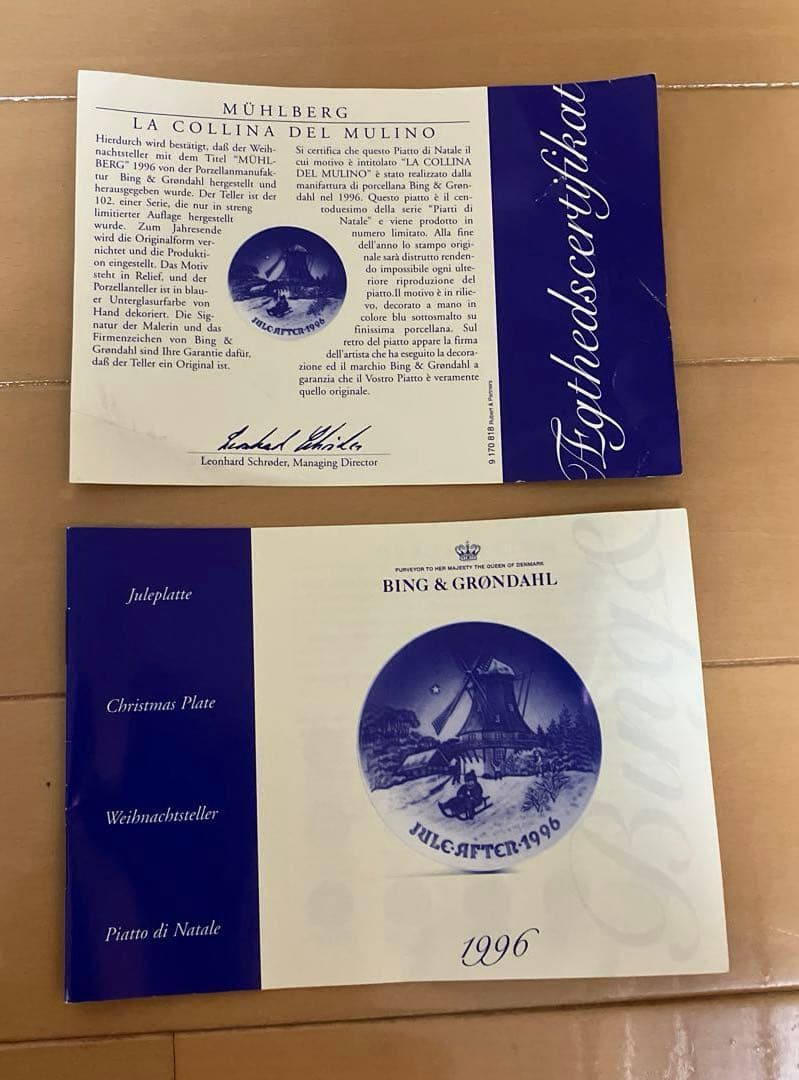 MÜHLBERG
LA COLLINA DEL MULINO
Hierdurch wird bestätigt, daß der Weih-
nachtsteller mit dem Titel "MÜHL-
BERG" 1996 von der Porzellanmanufak-
tur Bing & Grøndahl hergestellt und
herausgegeben wurde. Der Teller ist der
102. einer Serie, die nur in streng
limitierter Auflage hergestellt
wurde. Zum Jahresende
wird die Originalform ver-
nichtet und die Produkti-
on eingestellt. Das Motiv
steht in Relief, und der
Porzellanteller ist in blau-
er Unterglasurfarbe von
Hand dekoriert. Die Sig-
natur der Malerin und das
Firmenzeichen von Bing &
Grøndahl sind Ihre Garantie dafür,
daß der Teller ein Original ist.
Si certifica che questo Piatto di Natale il
cui motivo è intitolato "LA COLLINA
DEL MULINO" è stato realizzato dalla
manifattura di porcellana Bing & Grøn-
dahl nel 1996. Questo piatto è il cen-
toduesimo della serie "Piatti di
Natale" e viene prodotto in
numero limitato. Alla fine
dell'anno lo stampo origi-
nale sarà distrutto renden-
do impossibile ogni ulte-
riore riproduzione del
piatto.Il motivo è in rilie-
vo, decorato a mano in
colore blu sottosmalto su
finissima porcellana. Sul
retro del piatto appare la firma
dell'artista che ha eseguito la decora-
zione ed il marchio Bing & Grøndahl a
garanzia che il Vostro Piatto è veramente
quello originale.
JULE·AFTER·1996
Leonhard Schrøder
Leonhard Schrøder, Managing Director
9 170 818 Rubert & Partners
Ægthedscertifikat
Juleplatte
Christmas Plate
Weihnachtsteller
Piatto di Natale
PURVEYOR TO HER MAJESTY THE QUEEN OF DENMARK
BING & GRØNDAHL
JULE·AFTER·1996
1996
Bing &